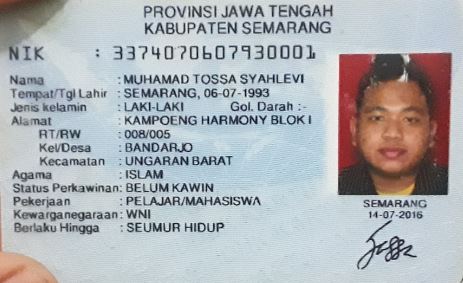 PROVINSI JAWA TENGAH
KABUPATEN SEMARANG
NIK : 3374070607930001
Nama : MUHAMAD TOSSA SYAHLEVI
Tempat/Tgl Lahir : SEMARANG, 06-07-1993
Jenis kelamin : LAKI-LAKI Gol. Darah :-
Alamat : KAMPOENG HARMONY BLOK I
RT/RW : 008/005
Kel/Desa : BANDARJO
Kecamatan : UNGARAN BARAT
Agama : ISLAM
Status Perkawinan: BELUM KAWIN
Pekerjaan : PELAJAR/MAHASISWA
Kewarganegaraan: WNI
Berlaku Hingga : SEUMUR HIDUP
SEMARANG
14-07-2016